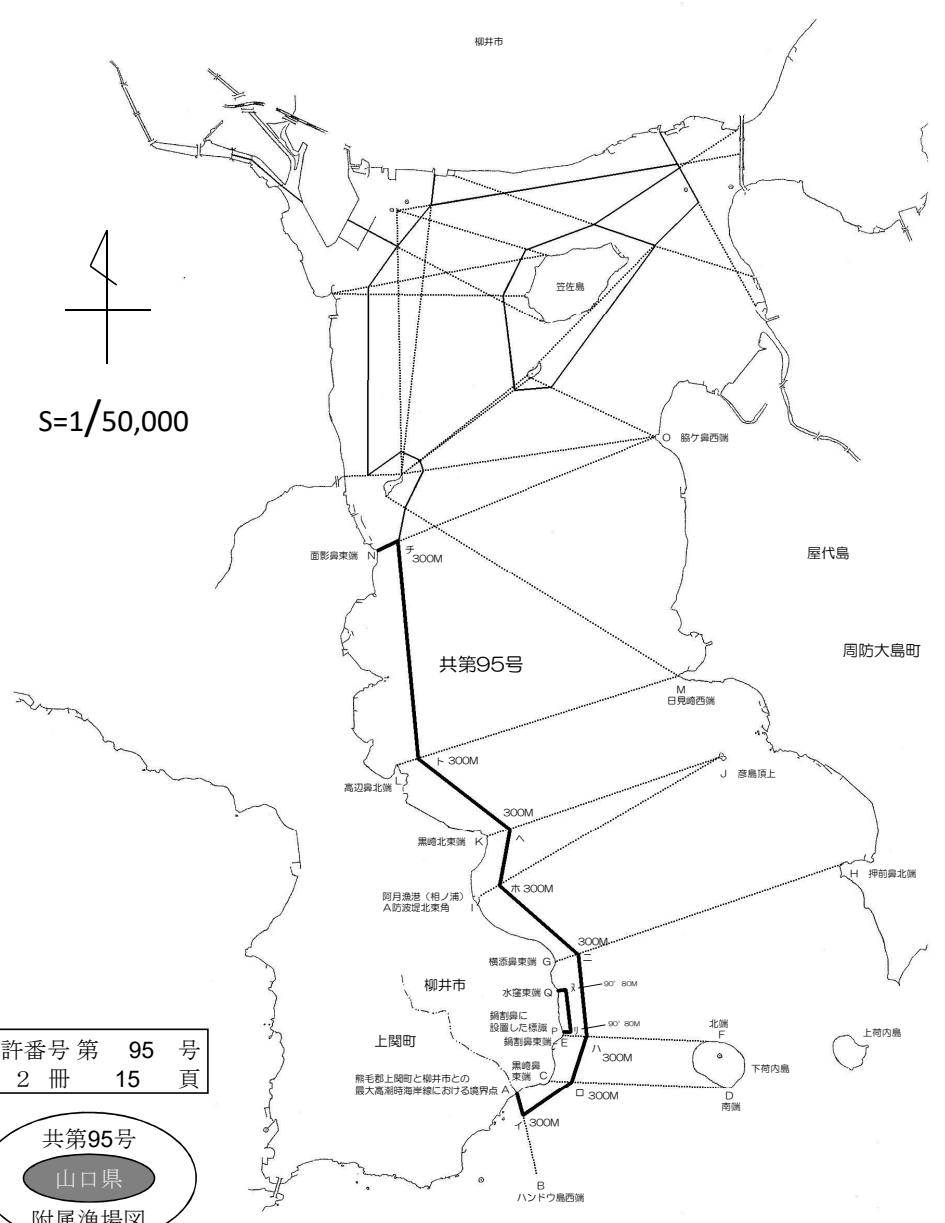 柳井市
笠佐島
S=1/50,000
O 脇ケ鼻西端
屋代島
面影鼻東端 N
チ
300M
周防大島町
共第95号
M
日見崎西端
ト 300M
J 彦島頂上
L
高辺鼻北端
300M
黒崎北東端 K
ヘ
H 押前鼻北端
阿月漁港（相ノ浦）
A防波堤北東角 I
ホ 300M
300M
横添鼻東端 G
ニ
柳井市
水窪東端 Q
ヌ
90° 80M
鍋割鼻に
設置した標識 P
リ
90° 80M
鍋割鼻東端 E
ハ
300M
北端
F
上荷内島
下荷内島
上関町
黒崎鼻
東端 C
ロ
300M
D
南端
熊毛郡上関町と柳井市との
最大高潮時海岸線における境界点 A
イ
300M
B
ハンドウ島西端
許番号 第 95 号
2 冊 15 頁
共第95号
山口県
附属漁場図